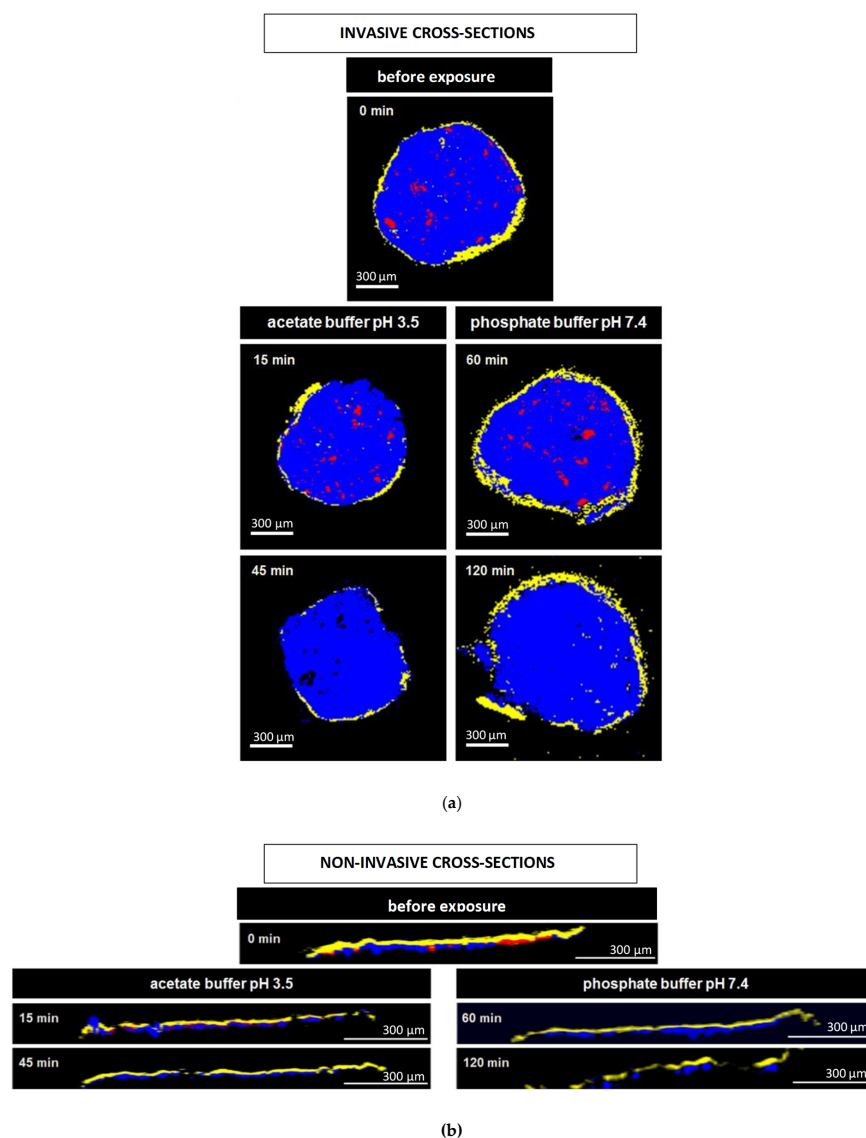 INVASIVE CROSS-SECTIONS
before exposure
0 min
300 µm
acetate buffer pH 3.5
phosphate buffer pH 7.4
15 min
60 min
300 µm
300 µm
45 min
120 min
300 µm
300 µm
(a)
NON-INVASIVE CROSS-SECTIONS
before exposure
0 min
300 µm
acetate buffer pH 3.5
phosphate buffer pH 7.4
15 min
300 µm
60 min
300 µm
45 min
300 µm
120 min
300 µm
(b)